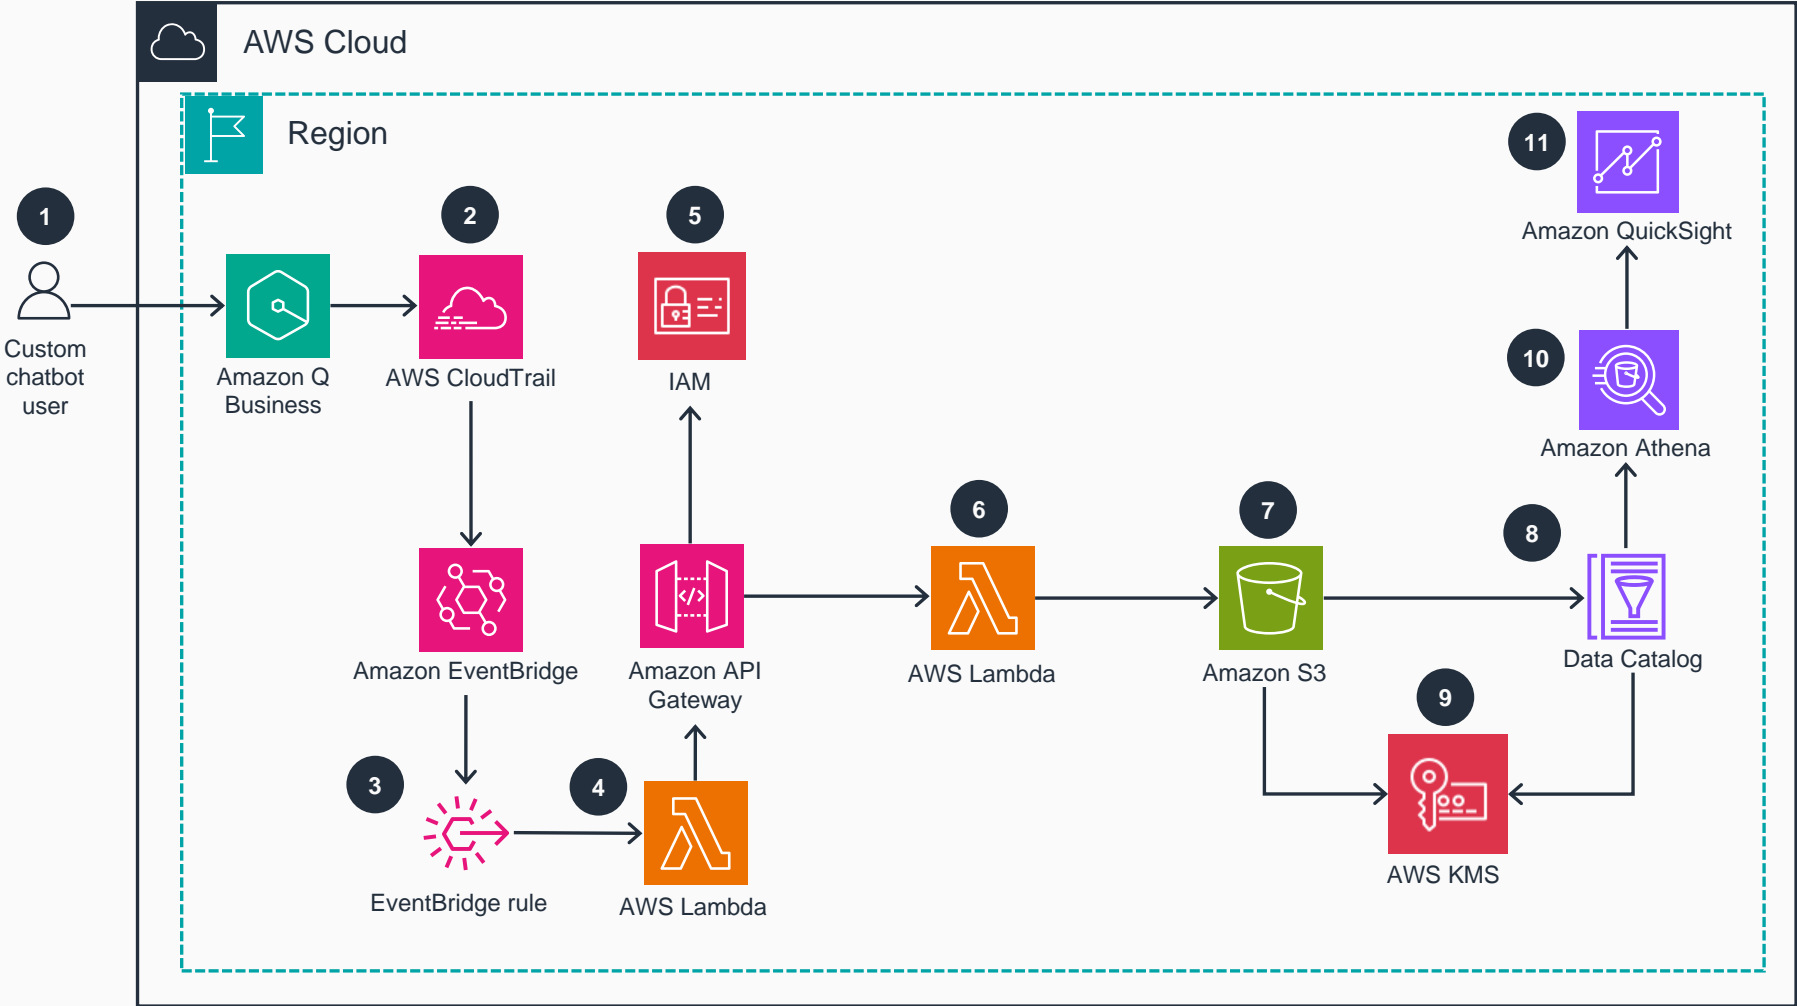 AWS Cloud
Region
1
Custom
chatbot
user
Amazon Q
Business
2
AWS CloudTrail
Amazon EventBridge
3
EventBridge rule
4
AWS Lambda
Amazon API
Gateway
5
IAM
6
AWS Lambda
7
Amazon S3
8
Data Catalog
9
AWS KMS
10
Amazon Athena
11
Amazon QuickSight